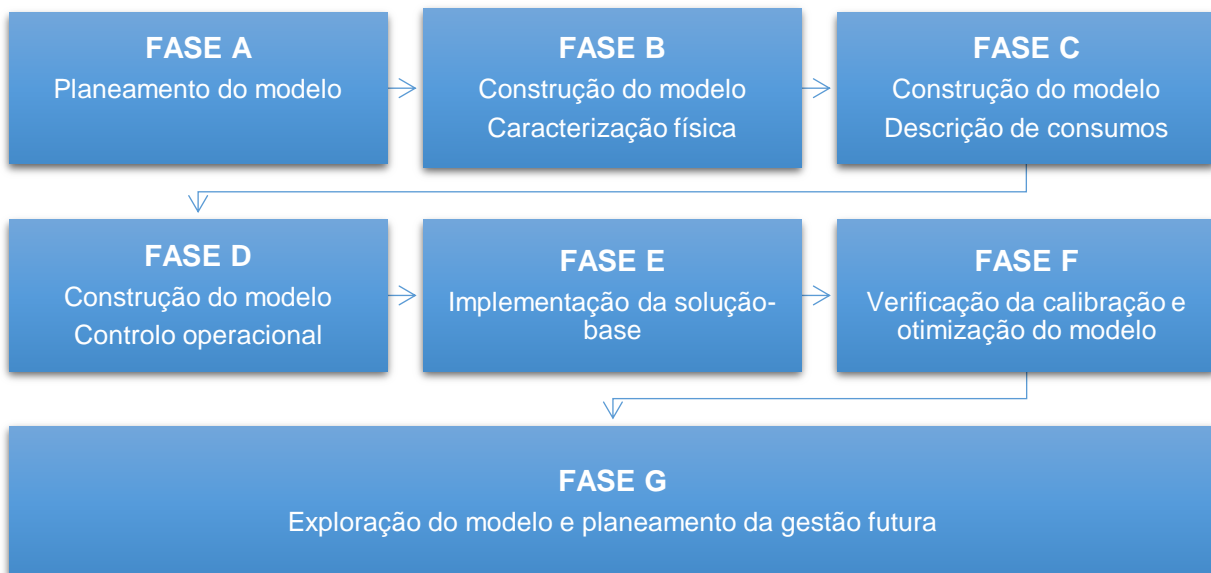 FASE A
Planeamento do modelo
FASE B
Construção do modelo
Caracterização física
FASE C
Construção do modelo
Descrição de consumos
FASE D
Construção do modelo
Controlo operacional
FASE E
Implementação da solução-
base
FASE F
Verificação da calibração e
otimização do modelo
FASE G
Exploração do modelo e planeamento da gestão futura